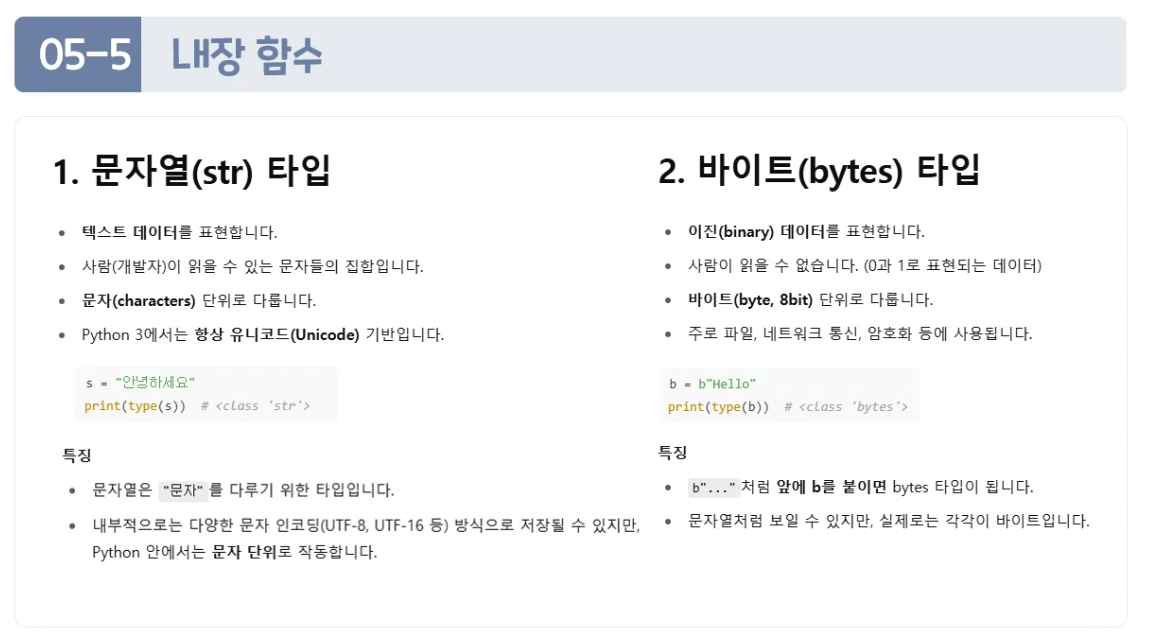 05-5 내장 함수
1. 문자열(str) 타입
• 텍스트 데이터를 표현합니다.
• 사람(개발자)이 읽을 수 있는 문자들의 집합입니다.
• 문자(characters) 단위로 다룹니다.
• Python 3에서는 항상 유니코드(Unicode) 기반입니다.
s = "안녕하세요"
print(type(s))  # <class 'str'>
특징
• 문자열은 "문자"를 다루기 위한 타입입니다.
• 내부적으로는 다양한 문자 인코딩(UTF-8, UTF-16 등) 방식으로 저장될 수 있지만,
Python 안에서는 문자 단위로 작동합니다.
2. 바이트(bytes) 타입
• 이진(binary) 데이터를 표현합니다.
• 사람이 읽을 수 없습니다. (0과 1로 표현되는 데이터)
• 바이트(byte, 8bit) 단위로 다룹니다.
• 주로 파일, 네트워크 통신, 암호화 등에 사용됩니다.
b = b"Hello"
print(type(b))  # <class 'bytes'>
특징
• b"..."처럼 앞에 b를 붙이면 bytes 타입이 됩니다.
• 문자열처럼 보일 수 있지만, 실제로는 각각이 바이트입니다.